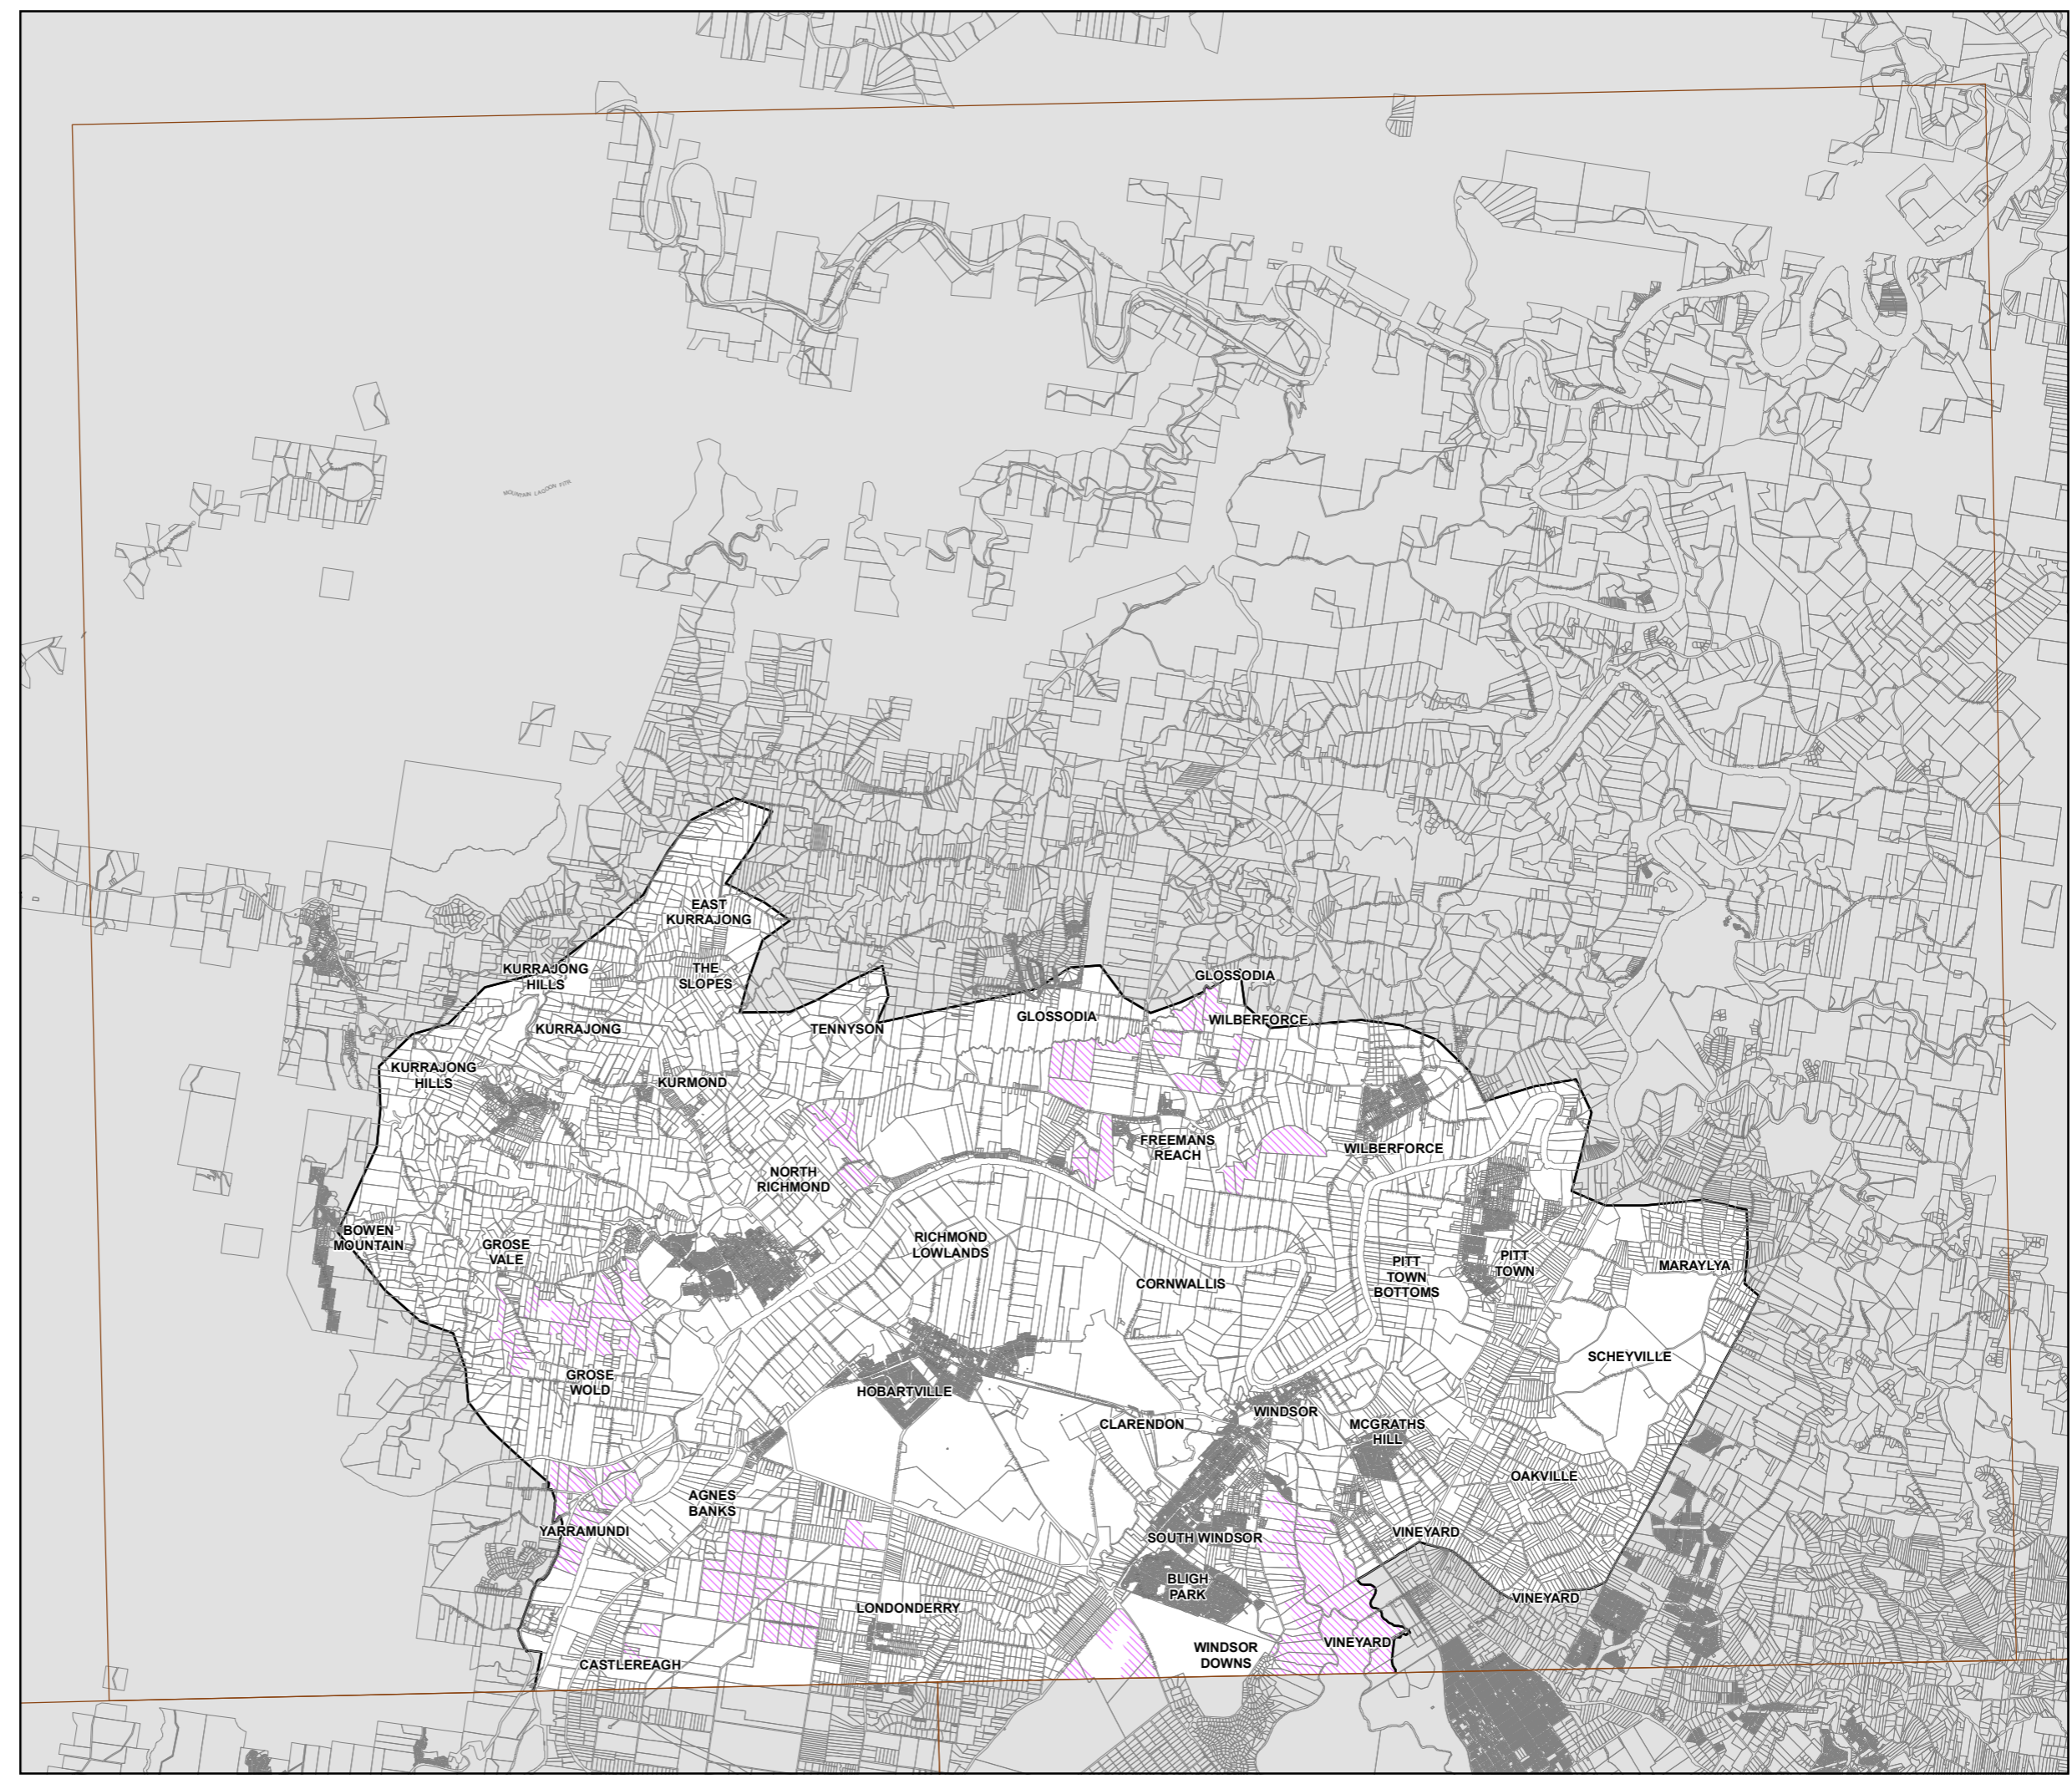 MOUNTAIN LAGOON
EAST
KURRAJONG
KURRAJONG
HILLS
THE
SLOPES
GLOSSODIA
KURRAJONG
TENNYSON
GLOSSODIA
WILBERFORCE
KURRAJONG
HILLS
KURMOND
FREEMANS
REACH
WILBERFORCE
NORTH
RICHMOND
BOWEN
MOUNTAIN
GROSE
VALE
RICHMOND
LOWLANDS
CORNWALLIS
PITT
TOWN
BOTTOMS
PITT
TOWN
MARAYLYA
SCHEYVILLE
GROSE
WOLD
HOBARTVILLE
CLARENDON
WINDSOR
MCGRATHS
HILL
OAKVILLE
AGNES
BANKS
YARRAMUNDI
SOUTH WINDSOR
VINEYARD
BLIGH
PARK
VINEYARD
LONDONDERRY
CASTLEREAGH
WINDSOR
DOWNS
VINEYARD